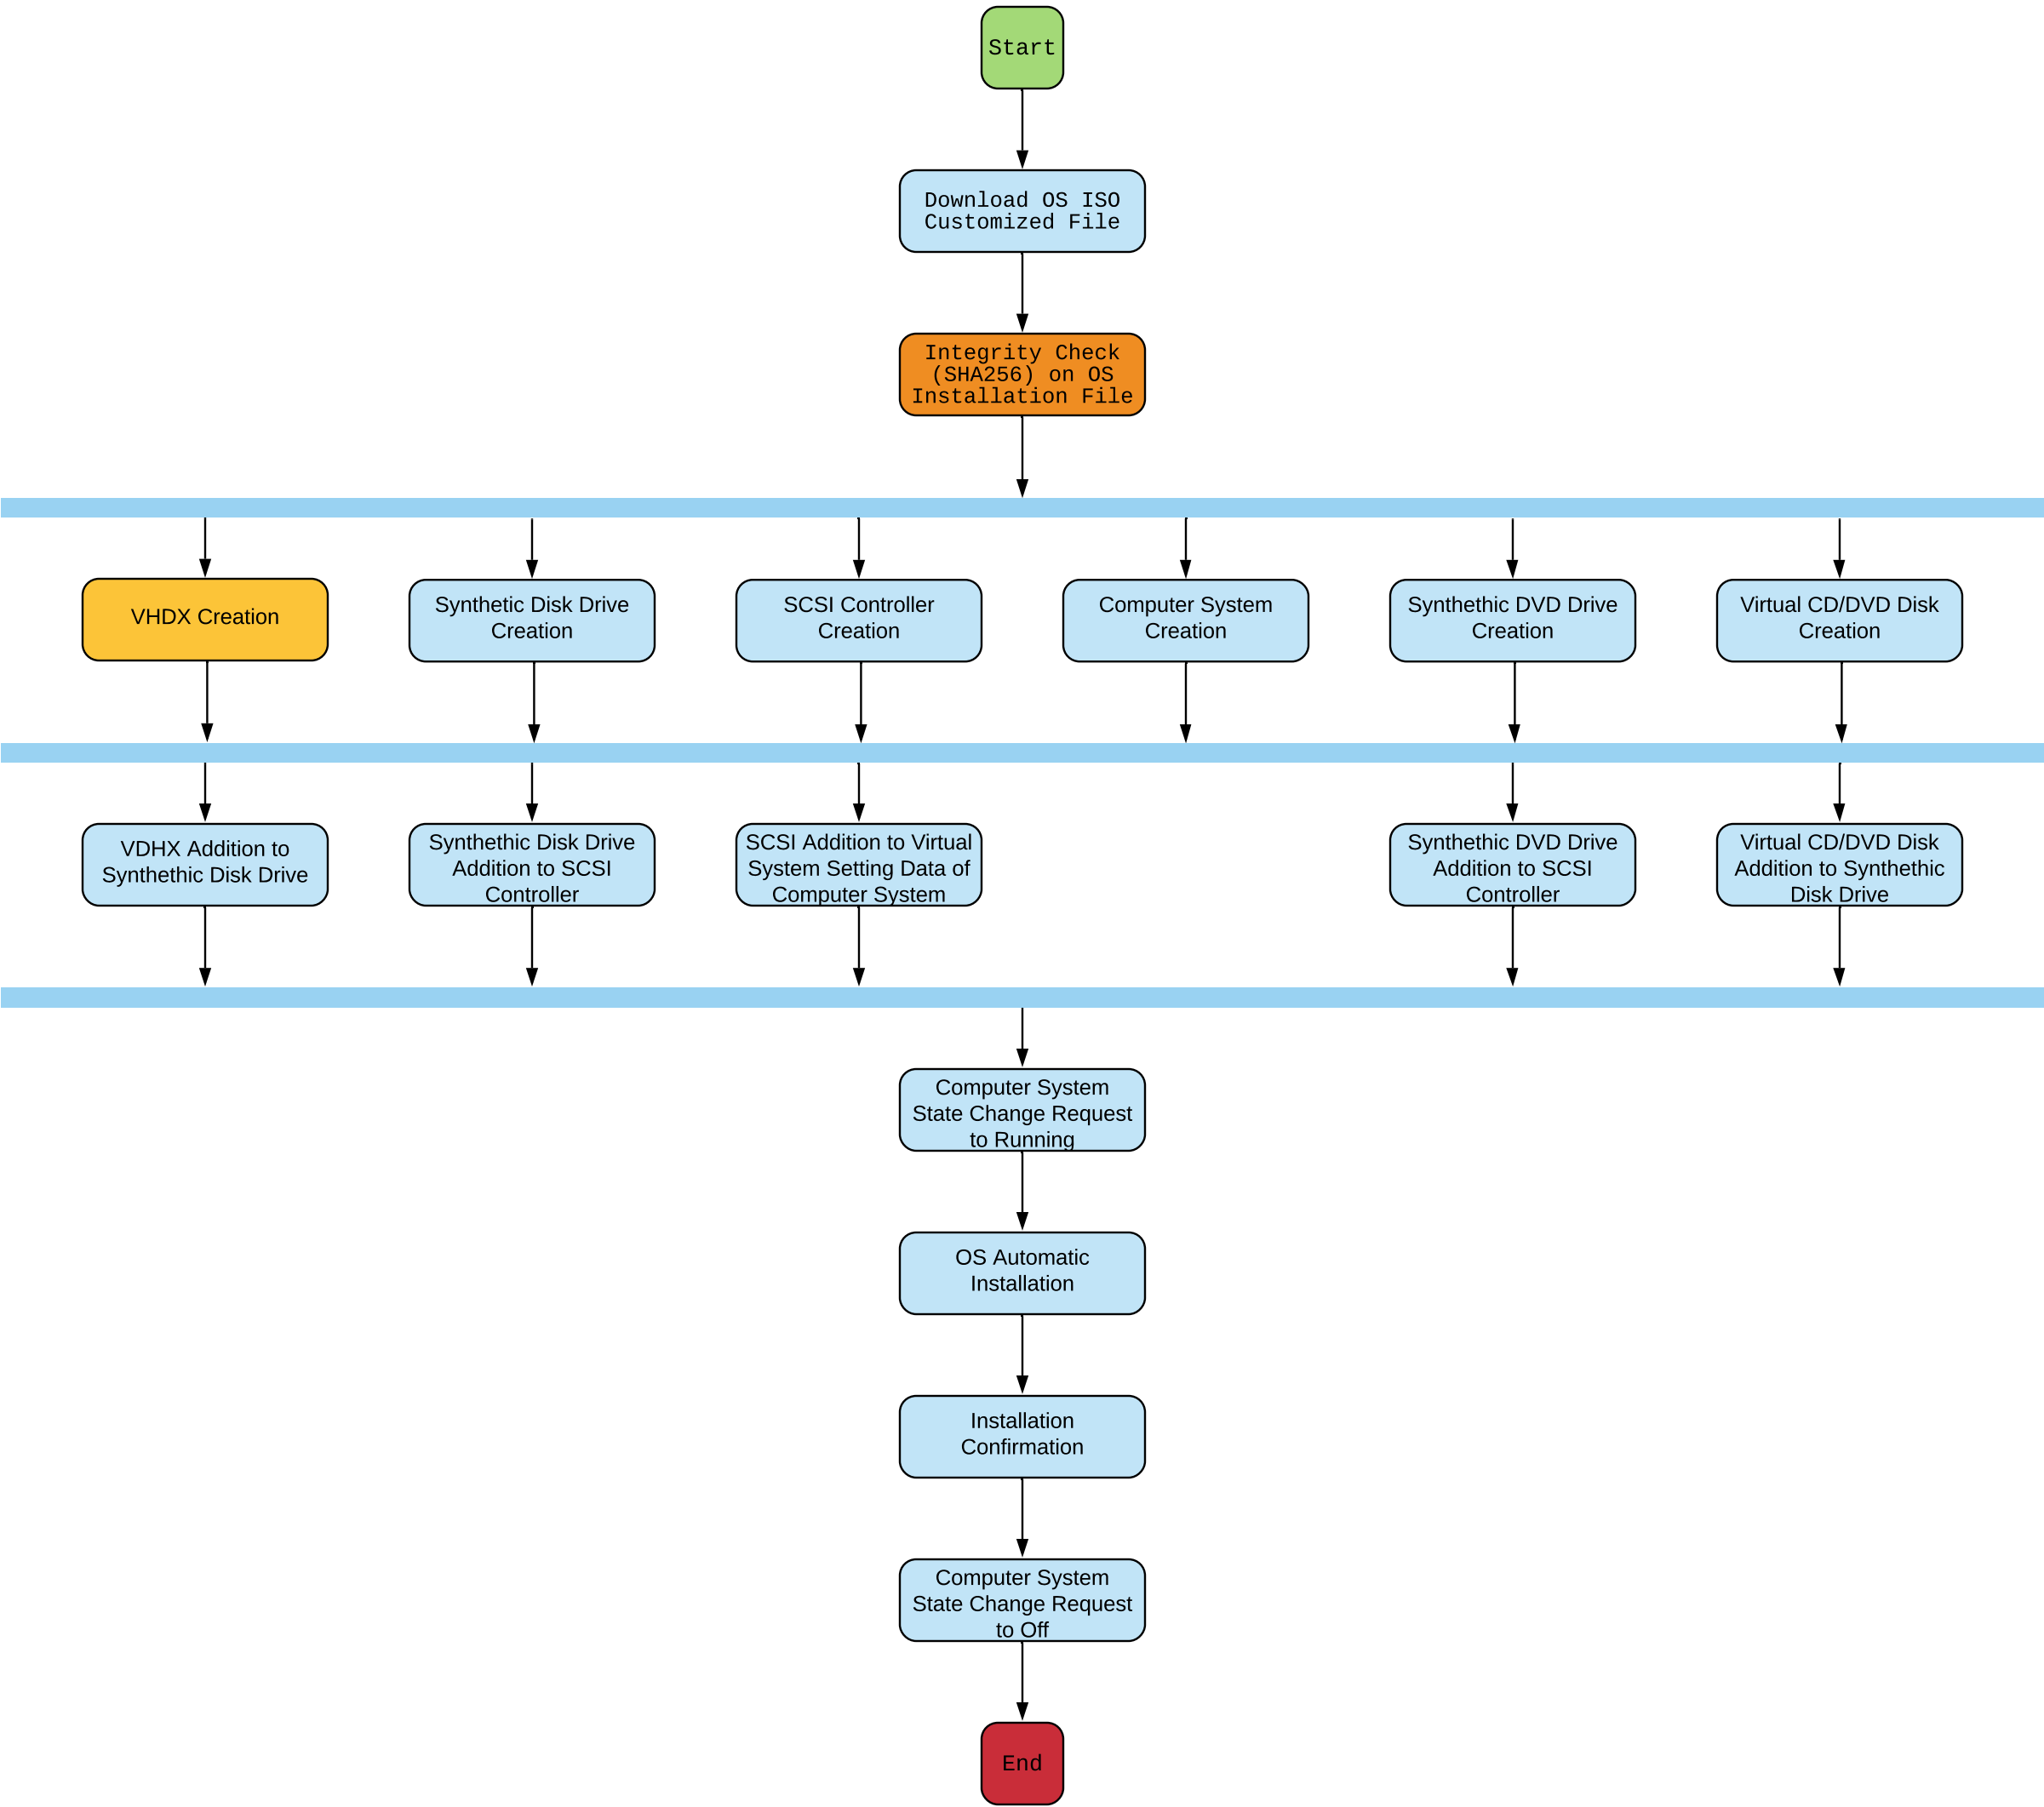 Start
Download OS ISO
Customized File
Integrity Check
(SHA256) on OS
Installation File
VHDX Creation
Synthetic Disk Drive
Creation
SCSI Controller
Creation
Computer System
Creation
Synthethic DVD Drive
Creation
Virtual CD/DVD Disk
Creation
VDHX Addition to
Synthethic Disk Drive
Synthethic Disk Drive
Addition to SCSI
Controller
SCSI Addition to Virtual
System Setting Data of
Computer System
Synthethic DVD Drive
Addition to SCSI
Controller
Virtual CD/DVD Disk
Addition to Synthethic
Disk Drive
Computer System
State Change Request
to Running
OS Automatic
Installation
Installation
Confirmation
Computer System
State Change Request
to Off
End